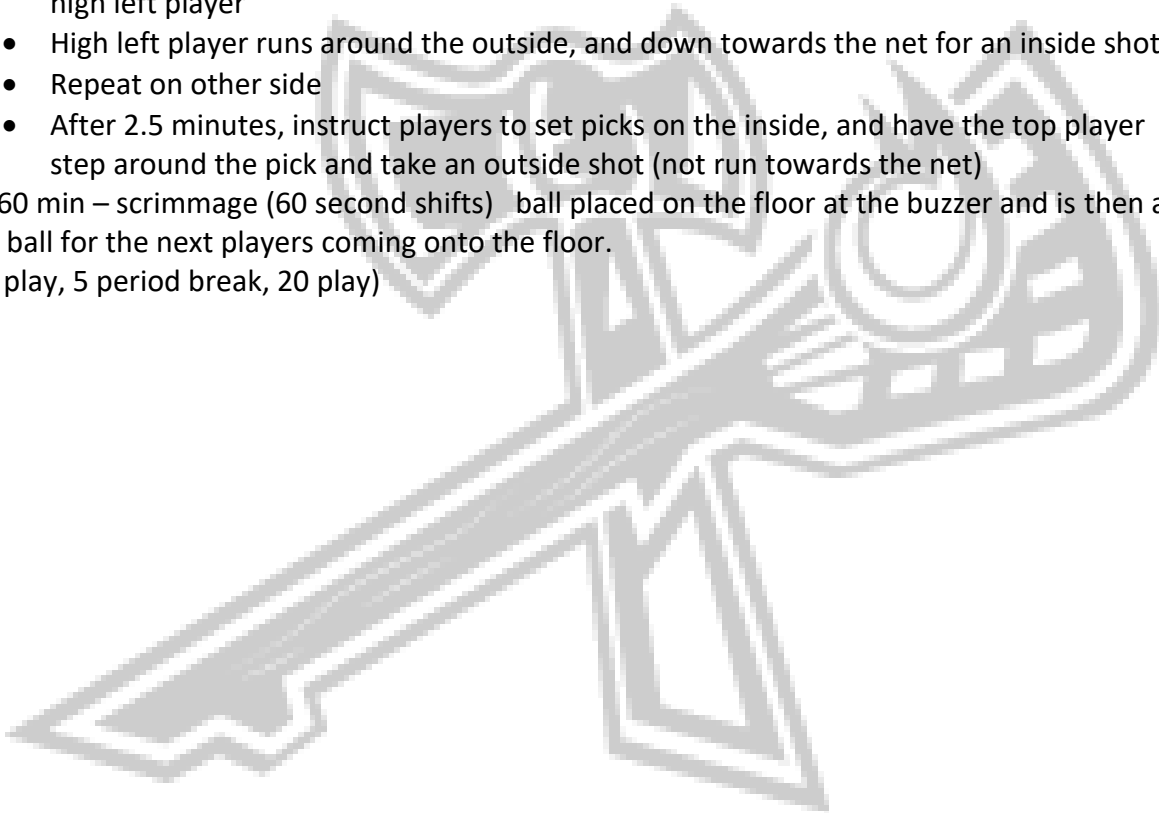 high left player
• High left player runs around the outside, and down towards the net for an inside shot
• Repeat on other side
• After 2.5 minutes, instruct players to set picks on the inside, and have the top player
step around the pick and take an outside shot (not run towards the net)
60 min – scrimmage (60 second shifts) ball placed on the floor at the buzzer and is then a
ball for the next players coming onto the floor.
play, 5 period break, 20 play)